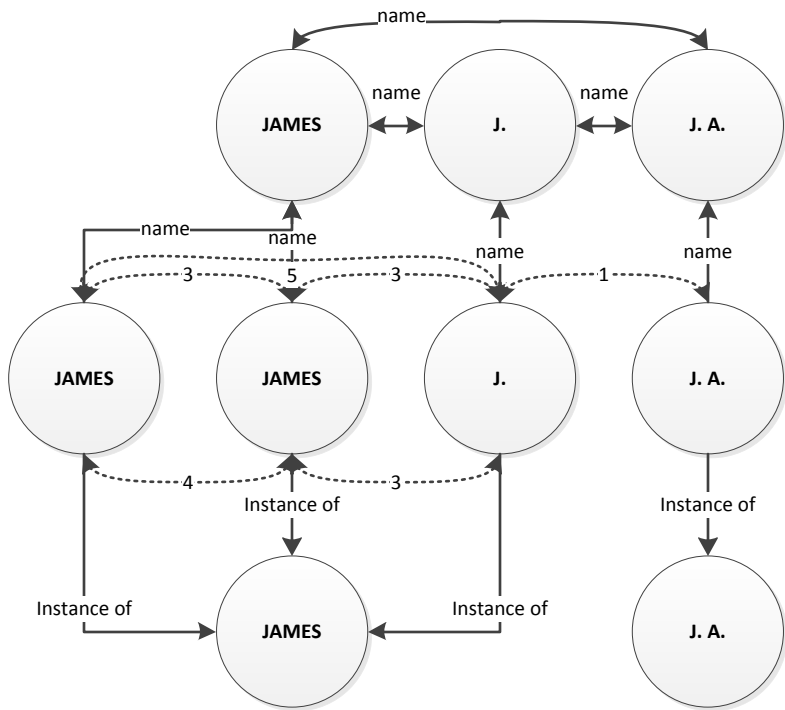 name
name
name
JAMES
J.
J. A.
name
name
name
name
3
5
3
1
JAMES
JAMES
J.
J. A.
4
3
Instance of
Instance of
Instance of
Instance of
JAMES
J. A.